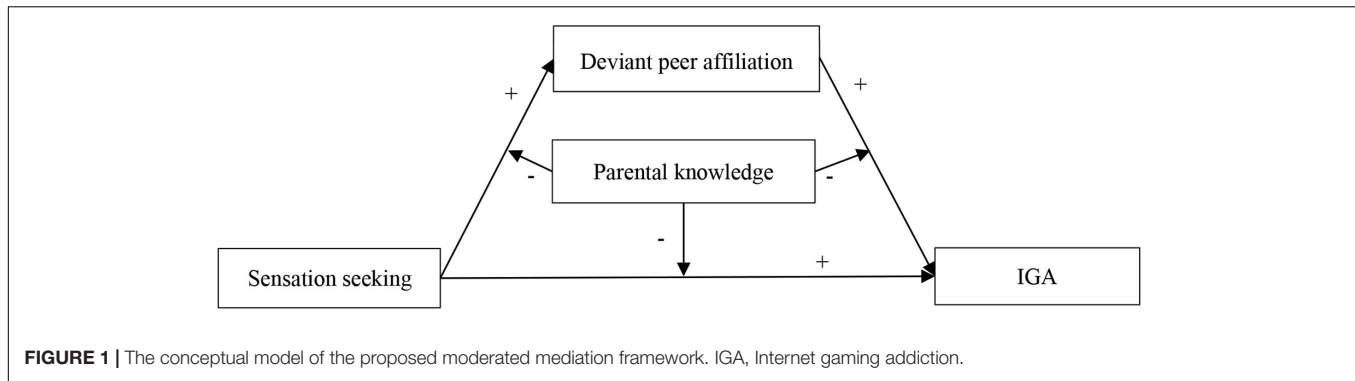 Deviant peer affiliation
+
+
Parental knowledge
-
-
-
+
Sensation seeking
IGA
FIGURE 1 | The conceptual model of the proposed moderated mediation framework. IGA, Internet gaming addiction.